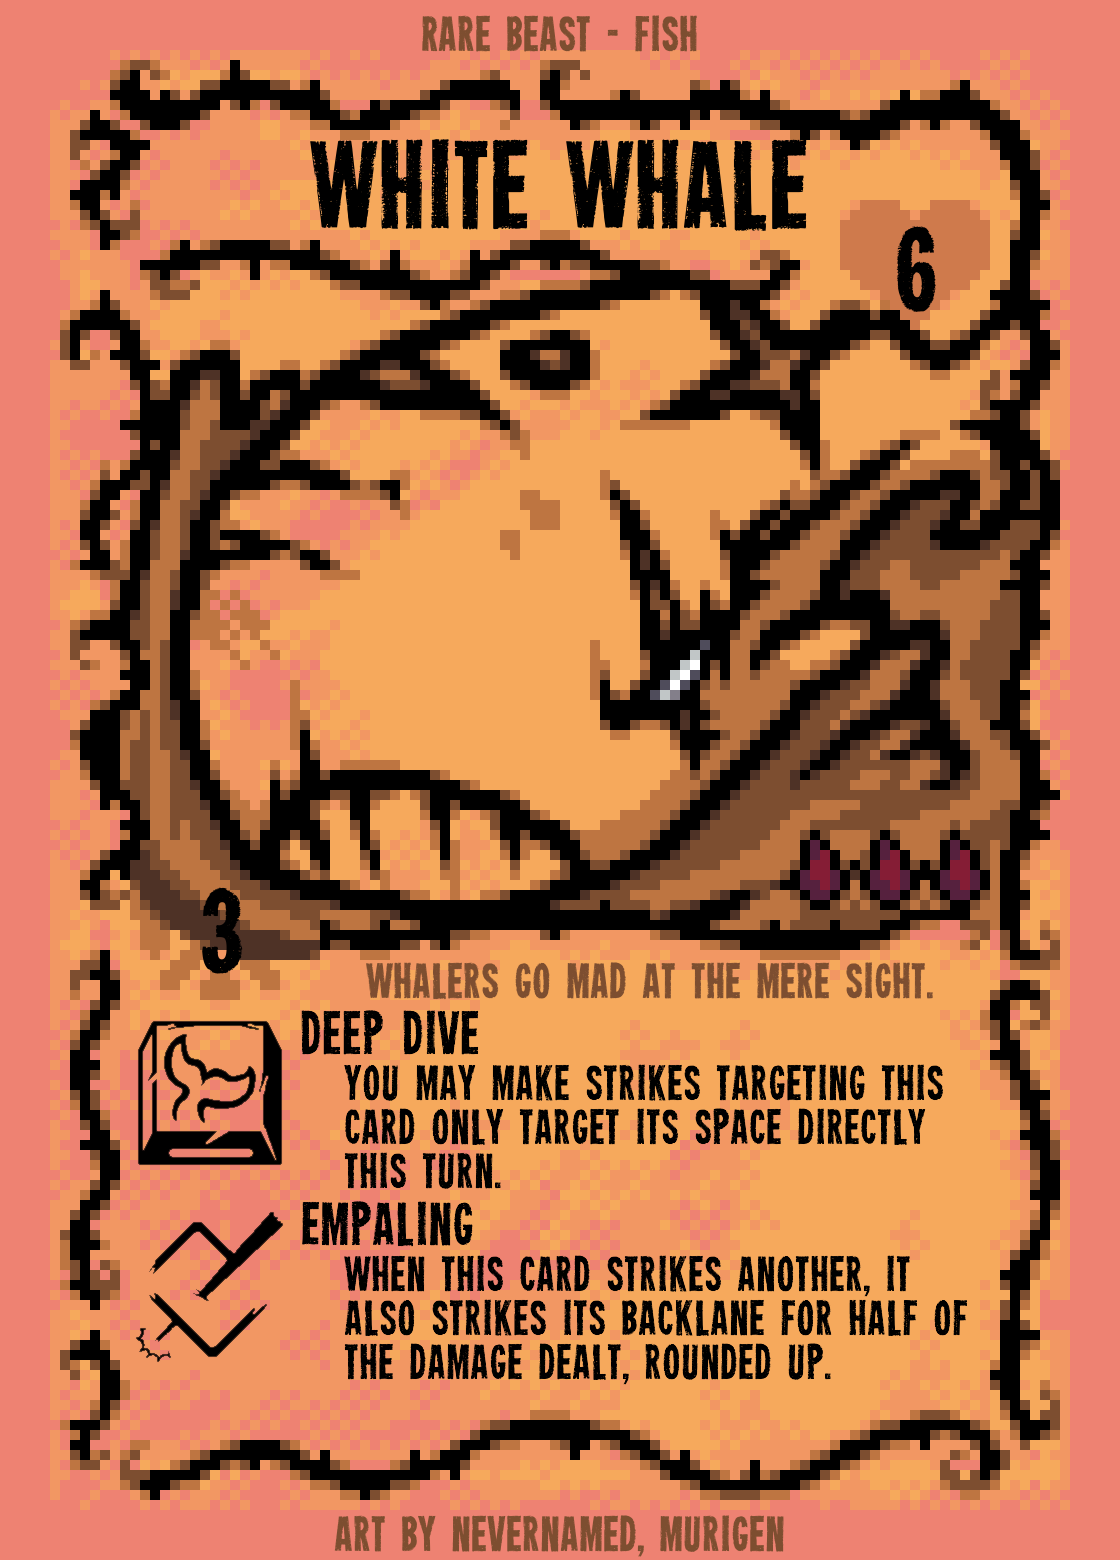 RARE BEAST - FISH
WHITE WHALE
6
3
WHALERS GO MAD AT THE MERE SIGHT.
DEEP DIVE
YOU MAY MAKE STRIKES TARGETING THIS
CARD ONLY TARGET ITS SPACE DIRECTLY
THIS TURN.
EMPALING
WHEN THIS CARD STRIKES ANOTHER, IT
ALSO STRIKES ITS BACKLANE FOR HALF OF
THE DAMAGE DEALT, ROUNDED UP.
ART BY NEVERNAMED, MURIGEN